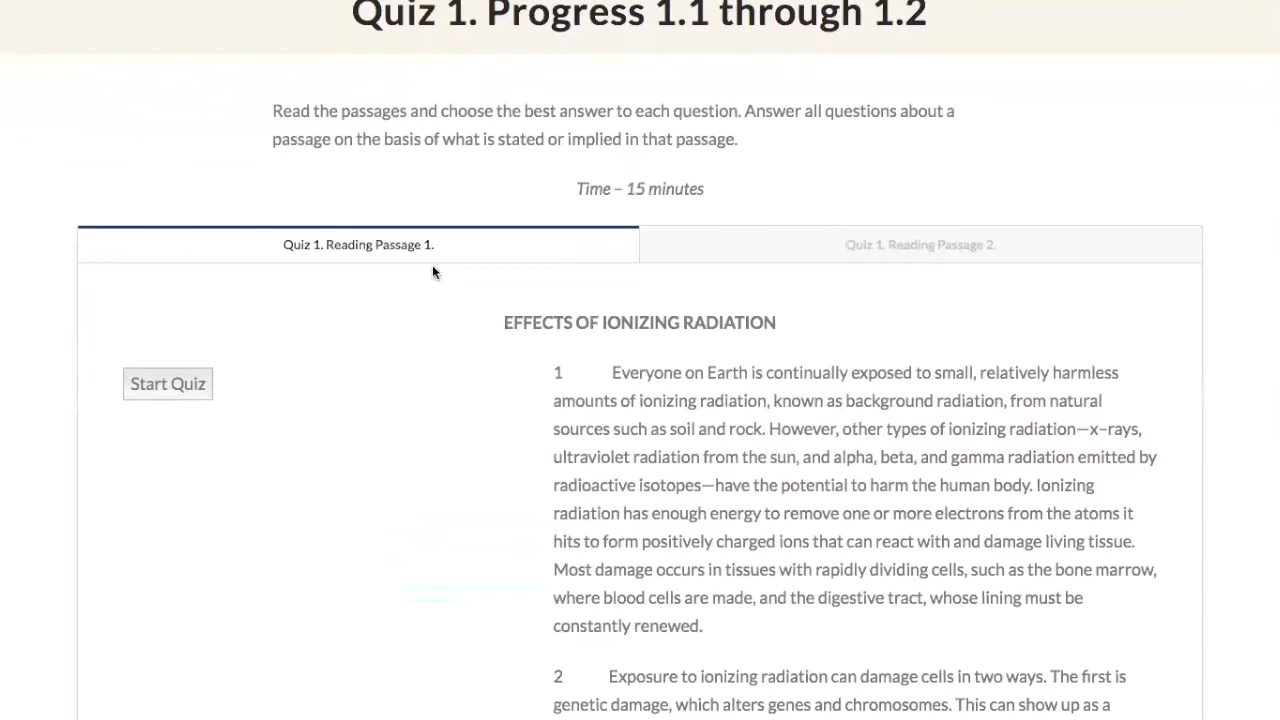 Quiz 1. Progress 1.1 through 1.2
Read the passages and choose the best answer to each question. Answer all questions about a
passage on the basis of what is stated or implied in that passage.
Time – 15 minutes
Quiz 1. Reading Passage 1.
Quiz 1. Reading Passage 2.
EFFECTS OF IONIZING RADIATION
Start Quiz
1 Everyone on Earth is continually exposed to small, relatively harmless
amounts of ionizing radiation, known as background radiation, from natural
sources such as soil and rock. However, other types of ionizing radiation—x–rays,
ultraviolet radiation from the sun, and alpha, beta, and gamma radiation emitted by
radioactive isotopes—have the potential to harm the human body. Ionizing
radiation has enough energy to remove one or more electrons from the atoms it
hits to form positively charged ions that can react with and damage living tissue.
Most damage occurs in tissues with rapidly dividing cells, such as the bone marrow,
where blood cells are made, and the digestive tract, whose lining must be
constantly renewed.
2 Exposure to ionizing radiation can damage cells in two ways. The first is
genetic damage, which alters genes and chromosomes. This can show up as a